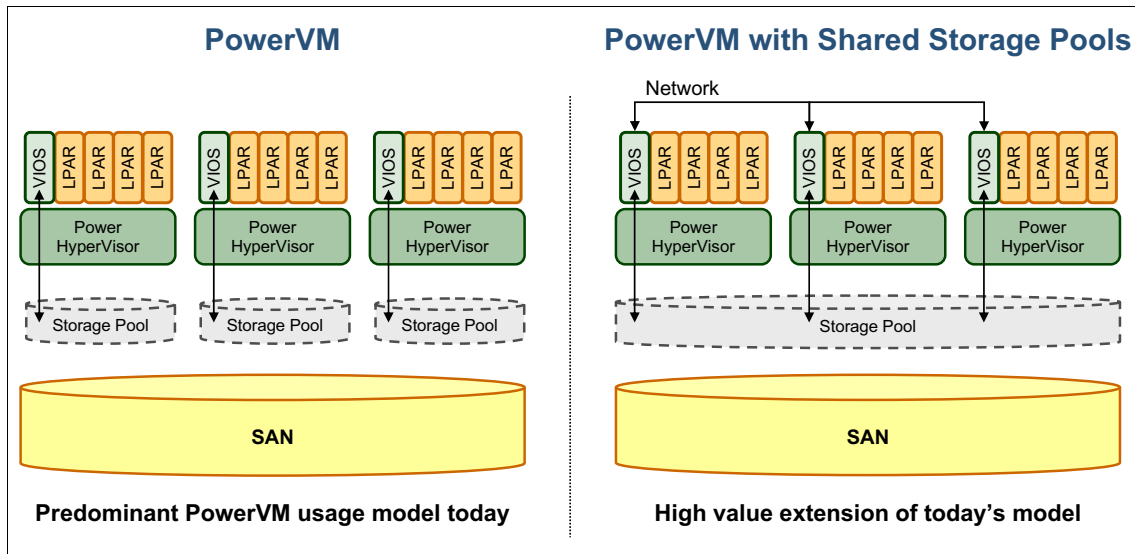 PowerVM
VIOS
LPAR
LPAR
LPAR
LPAR
Power
HyperVisor
VIOS
LPAR
LPAR
LPAR
LPAR
Power
HyperVisor
VIOS
LPAR
LPAR
LPAR
LPAR
Power
HyperVisor
Storage Pool
Storage Pool
Storage Pool
SAN
Predominant PowerVM usage model today
PowerVM with Shared Storage Pools
Network
VIOS
LPAR
LPAR
LPAR
LPAR
Power
HyperVisor
VIOS
LPAR
LPAR
LPAR
LPAR
Power
HyperVisor
VIOS
LPAR
LPAR
LPAR
LPAR
Power
HyperVisor
Storage Pool
SAN
High value extension of today’s model